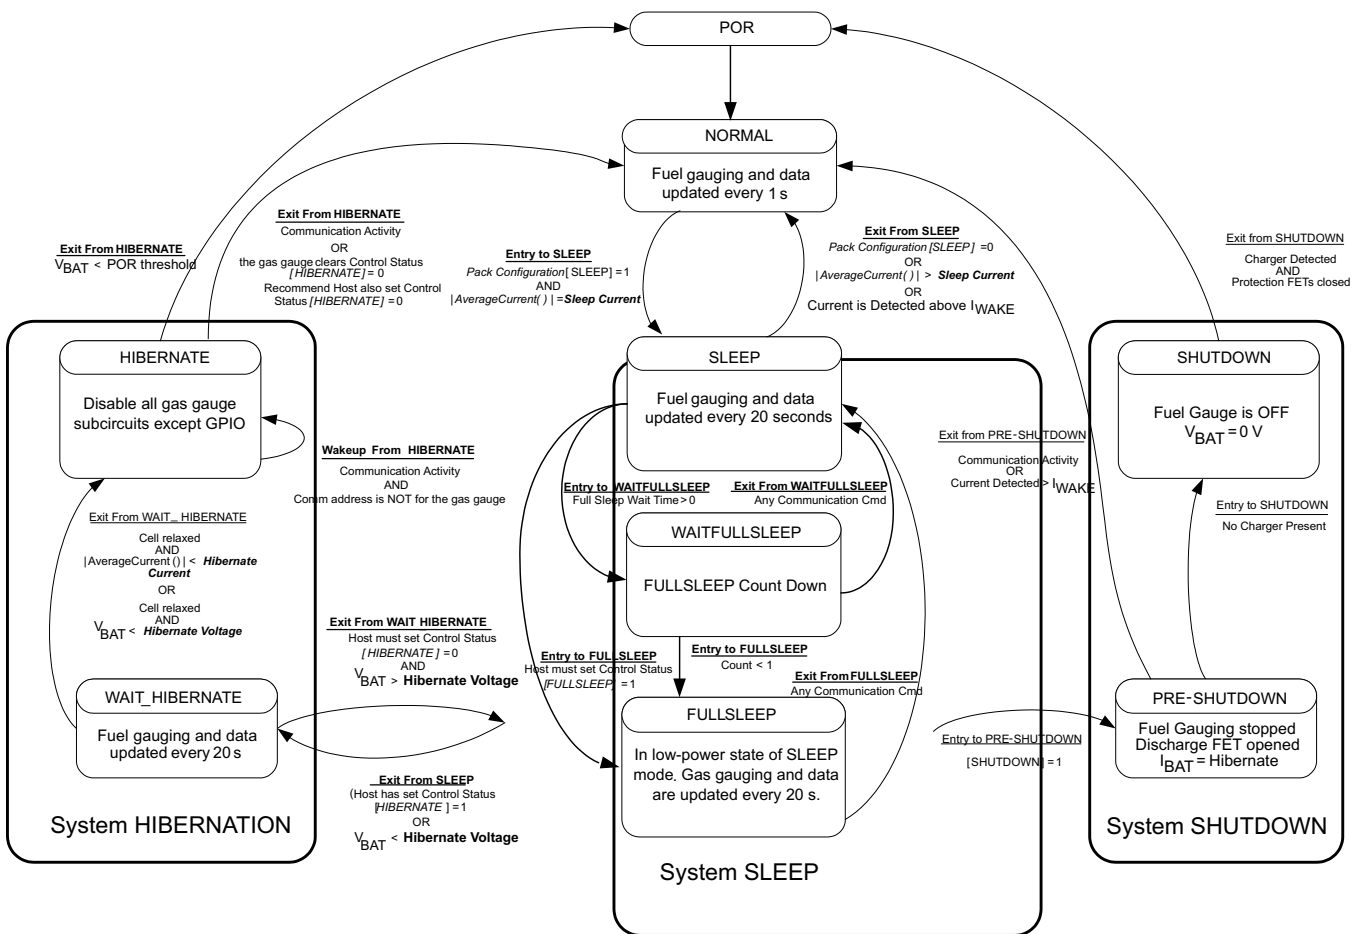 POR
NORMAL
Fuel gauging and data
updated every 1 s
Exit From HIBERNATE
Communication Activity
OR
the gas gauge clears Control Status
[HIBERNATE] = 0
Recommend Host also set Control
Status [HIBERNATE] = 0
Exit From HIBERNATE
VBAT < POR threshold
Entry to SLEEP
Pack Configuration[ SLEEP] = 1
AND
|AverageCurrent( ) | = Sleep Current
Exit From SLEEP
Pack Configuration [SLEEP] = 0
OR
|AverageCurrent( ) | > Sleep Current
OR
Current is Detected above IWAKE
Exit from SHUTDOWN
Charger Detected
AND
Protection FETs closed
HIBERNATE
Disable all gas gauge
subcircuits except GPIO
Wakeup From HIBERNATE
Communication Activity
AND
Comm address is NOT for the gas gauge
SLEEP
Fuel gauging and data
updated every 20 seconds
Exit from PRE-SHUTDOWN
Communication Activity
OR
Current Detected > IWAKE
SHUTDOWN
Fuel Gauge is OFF
VBAT = 0 V
Entry to WAITFULLSLEEP
Full Sleep Wait Time > 0
Exit From WAITFULLSLEEP
Any Communication Cmd
Entry to SHUTDOWN
No Charger Present
Exit From WAIT_ HIBERNATE
Cell relaxed
AND
|AverageCurrent () | < Hibernate
Current
OR
Cell relaxed
AND
VBAT < Hibernate Voltage
WAITFULLSLEEP
FULLSLEEP Count Down
Exit From WAIT HIBERNATE
Host must set Control Status
[HIBERNATE ] = 0
AND
VBAT > Hibernate Voltage
Entry to FULLSLEEP
Host must set Control Status
[FULLSLEEP] = 1
Entry to FULLSLEEP
Count < 1
Exit From FULLSLEEP
Any Communication Cmd
WAIT_HIBERNATE
Fuel gauging and data
updated every 20 s
FULLSLEEP
In low-power state of SLEEP
mode. Gas gauging and data
are updated every 20 s.
Entry to PRE-SHUTDOWN
[SHUTDOWN] = 1
PRE-SHUTDOWN
Fuel Gauging stopped
Discharge FET opened
IBAT = Hibernate
Exit From SLEEP
(Host has set Control Status
[HIBERNATE ] = 1
OR
VBAT < Hibernate Voltage
System HIBERNATION
System SLEEP
System SHUTDOWN